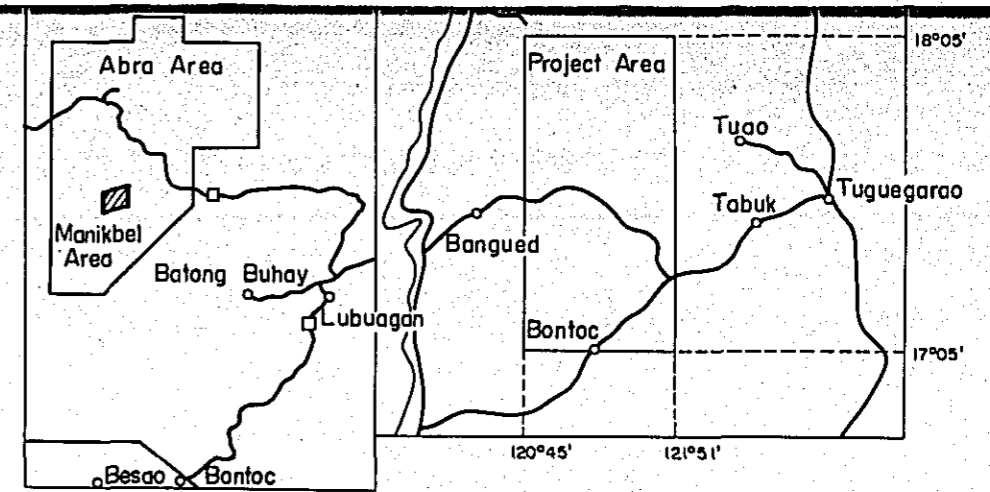 Abra Area
Manikbel
Area
Batong Buhay
Lubuagan
Besao
Bontoc
Project Area
18°05'
Tuao
Tuguegarao
Tabuk
Bangued
Bontoc
17°05'
120°45'
121°51'